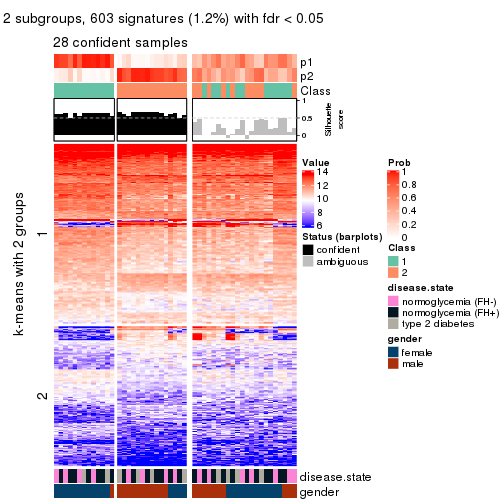 2 subgroups, 603 signatures (1.2%) with fdr < 0.05
28 confident samples
p1
p2
Class
1
0.5
0
Silhouette
score
k-means with 2 groups
1
2
Value
14
12
10
8
6
Status (barplots)
confident
ambiguous
Prob
1
0.8
0.6
0.4
0.2
0
Class
1
2
disease.state
normoglycemia (FH-)
normoglycemia (FH+)
type 2 diabetes
gender
female
male
disease.state
gender